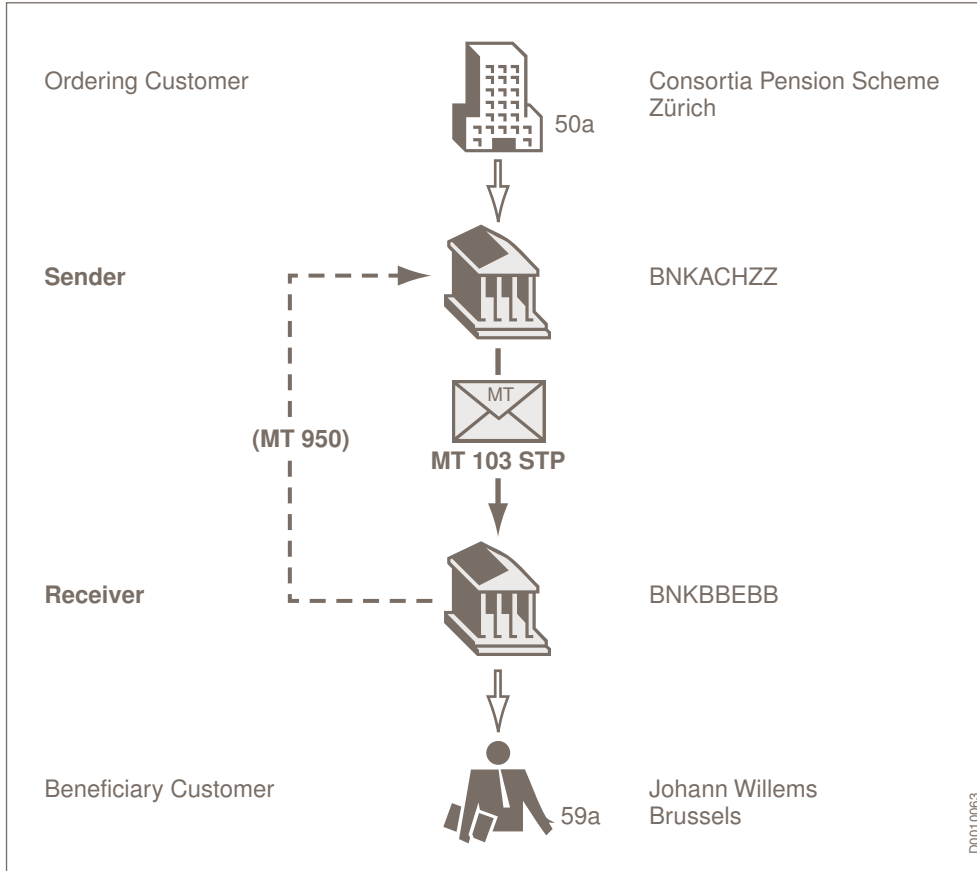 Ordering Customer
50a
Consortia Pension Scheme
Zürich
Sender
BNKACHZZ
MT
(MT 950)
MT 103 STP
Receiver
BNKBBEBB
Beneficiary Customer
59a
Johann Willems
Brussels
D0010063